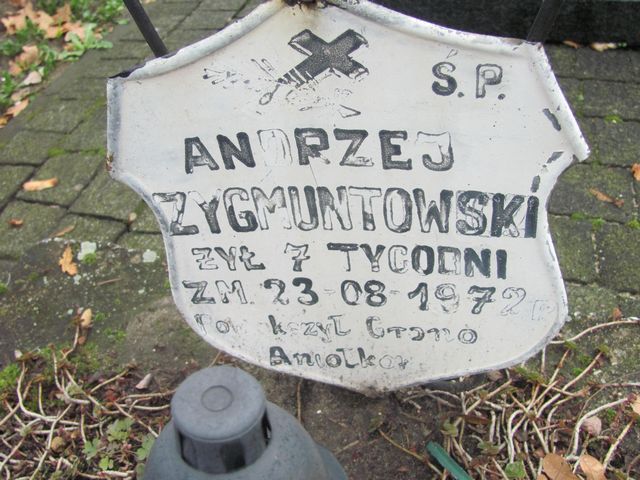 Ś.P.
ANDRZEJ
ZYGMUNTOWSKI
ŻYŁ 7 TYGODNI
ZM. 23-08-1972 r.
Powiększył Grono
Aniołków